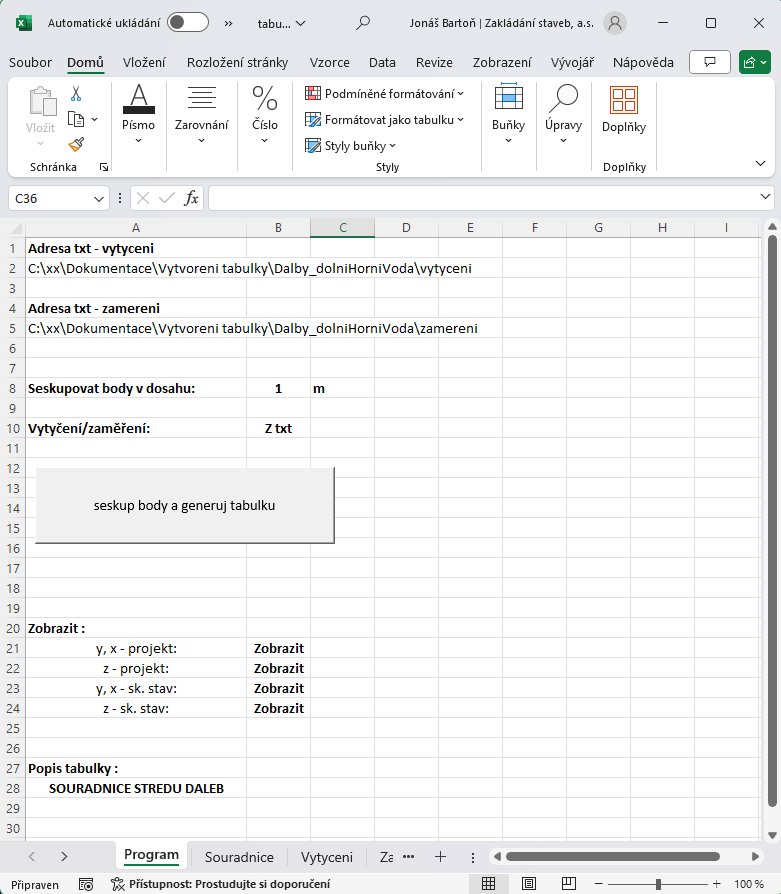 Automatické ukládání
»
tabu...
Jonáš Bartoň | Zakládání staveb, a.s.
Soubor Domů Vložení Rozložení stránky Vzorce Data Revize Zobrazení Vývojář Nápověda
Vložit
Písmo
Zarovnání
Číslo
Podmíněné formátování
Formátovat jako tabulku
Styly buňky
Buňky
Úpravy
Doplňky
Schránka
Styly
Doplňky
C36
fx
A B C D E F G H I
1 Adresa txt - vytyceni
2 C:\xx\Dokumentace\Vytvoreni tabulky\Dalby_dolniHorniVoda\vytyceni
3
4 Adresa txt - zamereni
5 C:\xx\Dokumentace\Vytvoreni tabulky\Dalby_dolniHorniVoda\zamereni
6
7
8 Seskupovat body v dosahu: 1 m
9
10 Vytyčení/zaměření: Z txt
11
12
13
seskup body a generuj tabulku
14
15
16
17
18
19
20 Zobrazit :
21 y, x - projekt: Zobrazit
22 z - projekt: Zobrazit
23 y, x - sk. stav: Zobrazit
24 z - sk. stav: Zobrazit
25
26
27 Popis tabulky :
28 SOURADNICE STREDU DALEB
29
30
Program Souradnice Vytyceni Za ...
Připraven
Přístupnost: Prostudujte si doporučení
100 %